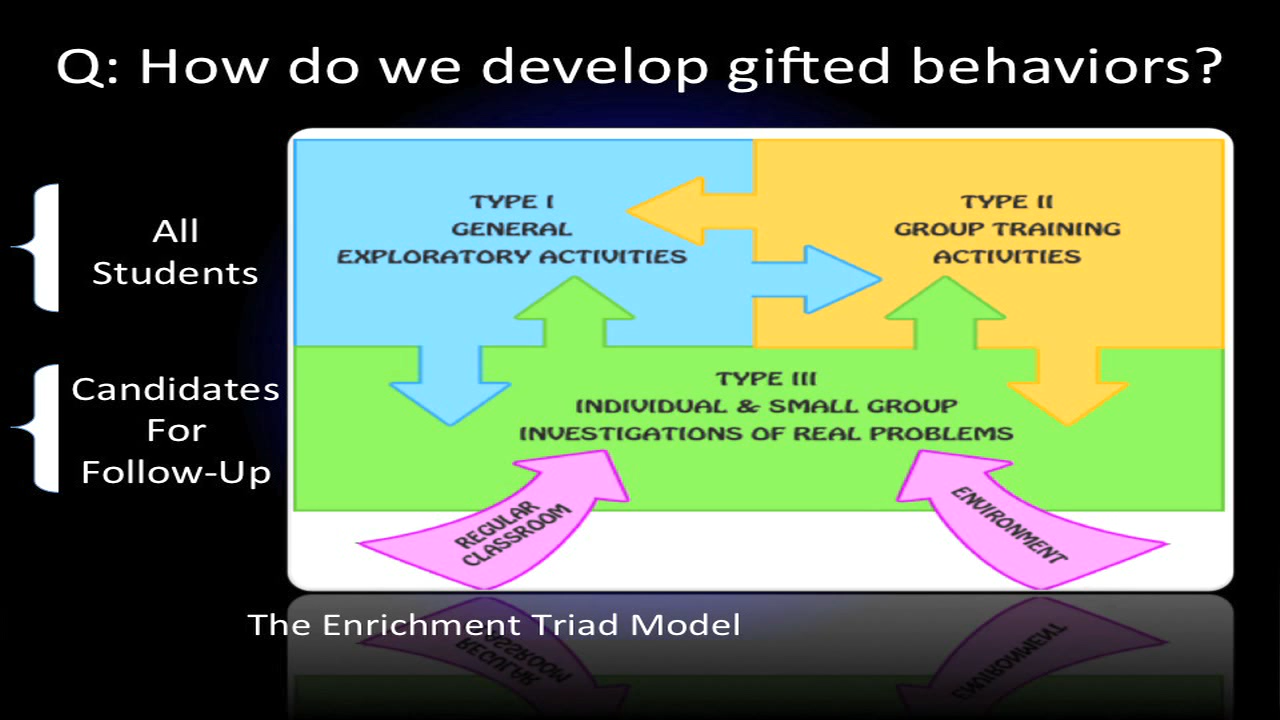 Q: How do we develop gifted behaviors?
All
Students
TYPE I
GENERAL
EXPLORATORY ACTIVITIES
TYPE II
GROUP TRAINING
ACTIVITIES
Candidates
For
Follow-Up
TYPE III
INDIVIDUAL & SMALL GROUP
INVESTIGATIONS OF REAL PROBLEMS
REGULAR
CLASSROOM
ENVIRONMENT
The Enrichment Triad Model